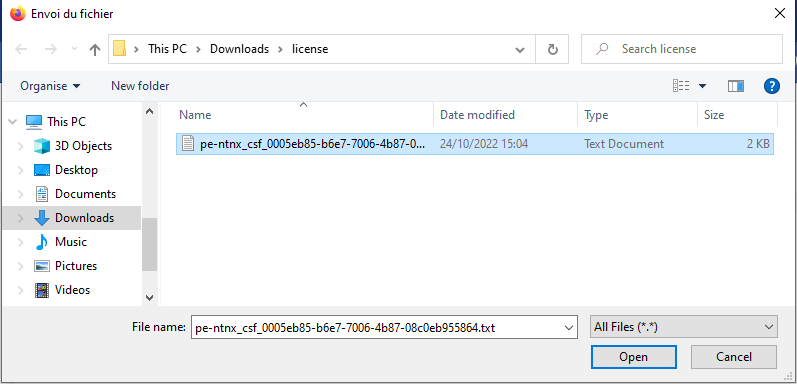 Envoi du fichier
This PC > Downloads > license
Search license
Organise
New folder
Name Date modified Type Size
pe-ntnx_csf_0005eb85-b6e7-7006-4b87-0... 24/10/2022 15:04 Text Document 2 KB
This PC
3D Objects
Desktop
Documents
Downloads
Music
Pictures
Videos
File name: pe-ntnx_csf_0005eb85-b6e7-7006-4b87-08c0eb955864.txt All Files (*.*)
Open Cancel